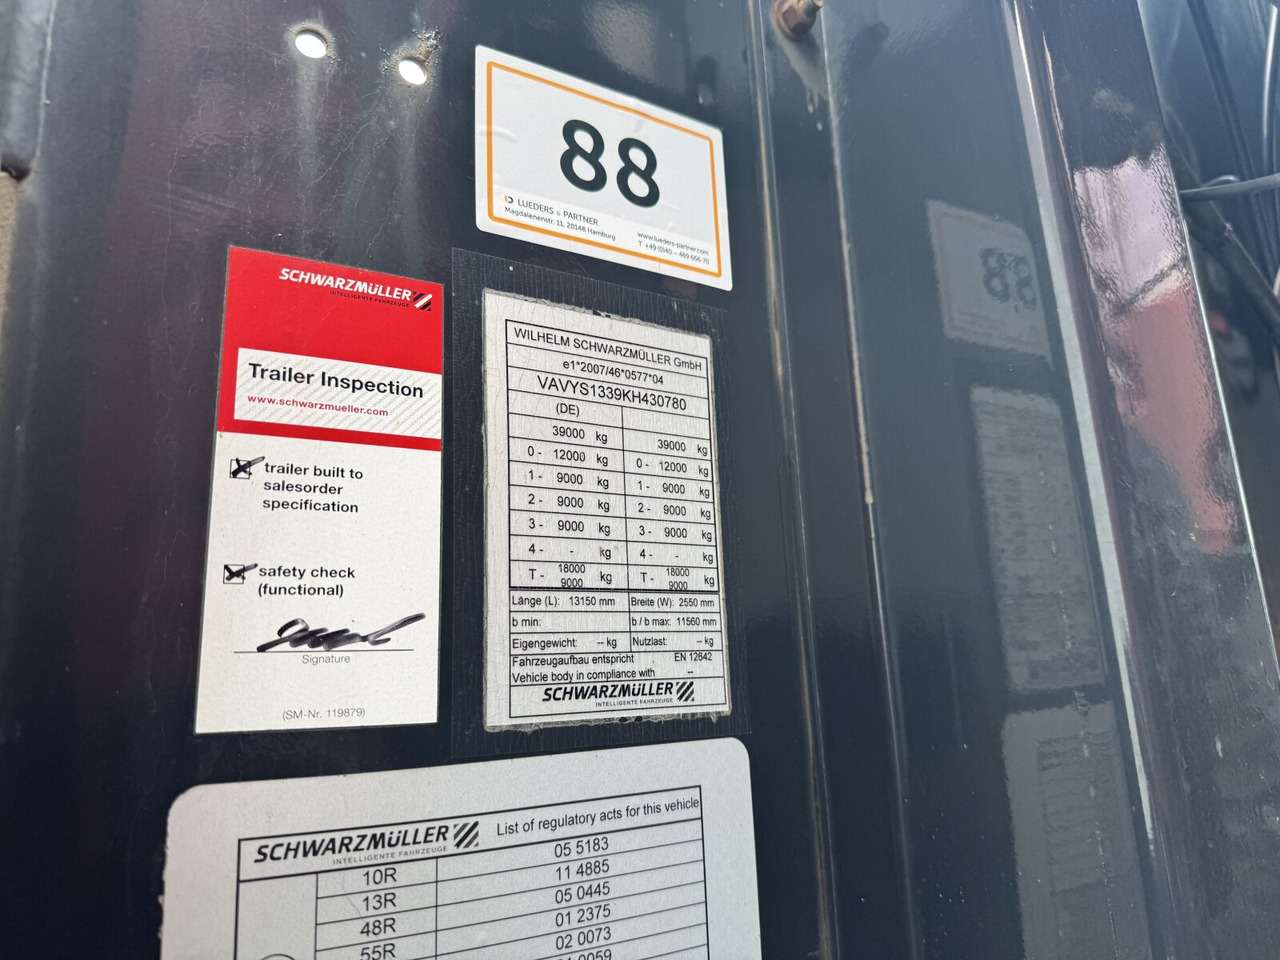 88
LUEDERS & PARTNER
Magdalenenstr. 11, 20148 Hamburg
www.lueders-partner.com
T +49 (0)40 – 469 666-70
SCHWARZMÜLLER
INTELLIGENTE FAHRZEUGE
Trailer Inspection
www.schwarzmueller.com
trailer built to
salesorder
specification
safety check
(functional)
Signature
(SM-Nr. 119879)
WILHELM SCHWARZMÜLLER GmbH
e1*2007/46*0577*04
VAVYS1339KH430780
(DE)
39000 kg 39000 kg
0 - 12000 kg 0 - 12000 kg
1 - 9000 kg 1 - 9000 kg
2 - 9000 kg 2 - 9000 kg
3 - 9000 kg 3 - 9000 kg
4 - - kg 4 - - kg
T - 18000 9000 kg T - 18000 9000 kg
Länge (L): 13150 mm Breite (W): 2550 mm
b min: b / b max: 11560 mm
Eigengewicht: -- kg Nutzlast: -- kg
Fahrzeugaufbau entspricht EN 12642
Vehicle body in compliance with --
SCHWARZMÜLLER
INTELLIGENTE FAHRZEUGE
SCHWARZMÜLLER List of regulatory acts for this vehicle
INTELLIGENTE FAHRZEUGE
10R 05 5183
13R 11 4885
48R 05 0445
55R 01 2375
02 0073